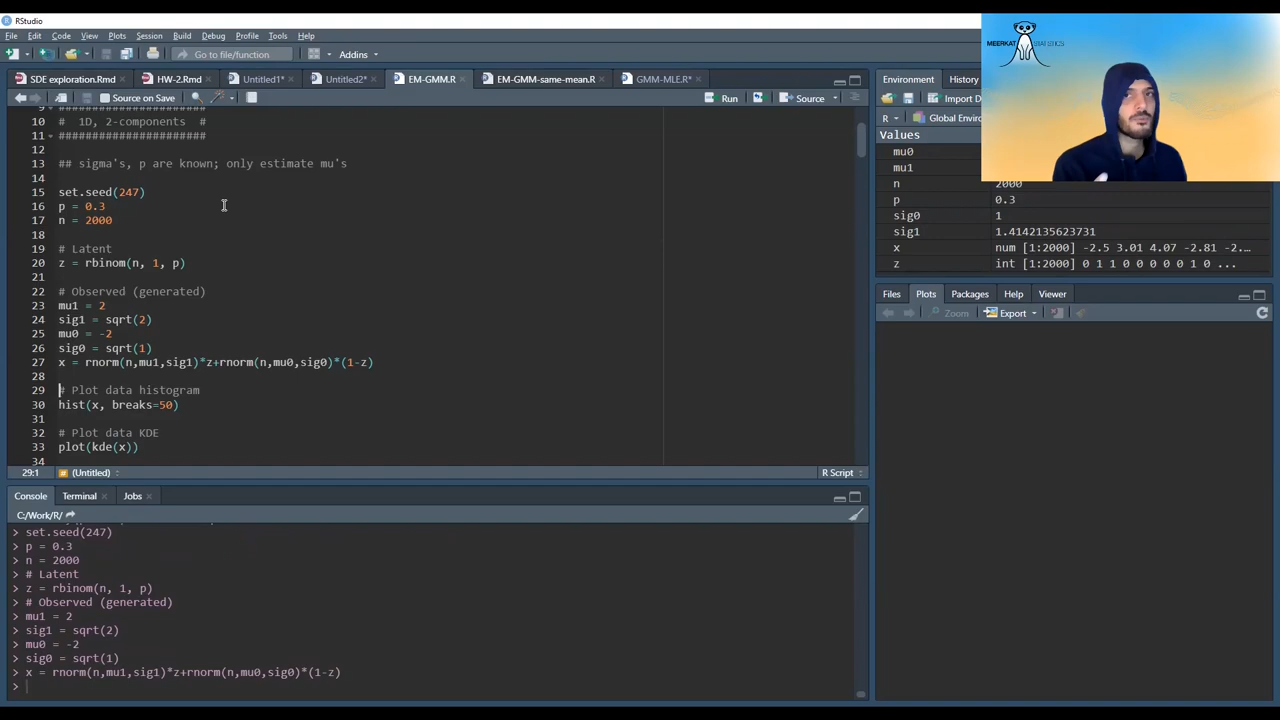 RStudio
File Edit Code View Plots Session Build Debug Profile Tools Help
Go to file/function Addins
SDE exploration.Rmd HW-2.Rmd Untitled1* Untitled2* EM-GMM.R EM-GMM-same-mean.R GMM-MLE.R*
Source on Save Run Source
9 ######################
10 # 1D, 2-components #
11 ######################
12
13 ## sigma's, p are known; only estimate mu's
14
15 set.seed(247)
16 p = 0.3
17 n = 2000
18
19 # Latent
20 z = rbinom(n, 1, p)
21
22 # Observed (generated)
23 mu1 = 2
24 sig1 = sqrt(2)
25 mu0 = -2
26 sig0 = sqrt(1)
27 x = rnorm(n,mu1,sig1)*z+rnorm(n,mu0,sig0)*(1-z)
28
29 # Plot data histogram
30 hist(x, breaks=50)
31
32 # Plot data KDE
33 plot(kde(x))
34
29:1 (Untitled) R Script
Console Terminal Jobs
C:/Work/R/
> set.seed(247)
> p = 0.3
> n = 2000
> # Latent
> z = rbinom(n, 1, p)
> # Observed (generated)
> mu1 = 2
> sig1 = sqrt(2)
> mu0 = -2
> sig0 = sqrt(1)
> x = rnorm(n,mu1,sig1)*z+rnorm(n,mu0,sig0)*(1-z)
>
MEERKAT STATISTICS
Environment History
Import D
R Global Envir
Values
mu0
mu1
n 2000
p 0.3
sig0 1
sig1 1.4142135623731
x num [1:2000] -2.5 3.01 4.07 -2.81 -2....
z int [1:2000] 0 1 1 0 0 0 0 0 1 0 ...
Files Plots Packages Help Viewer
Zoom Export